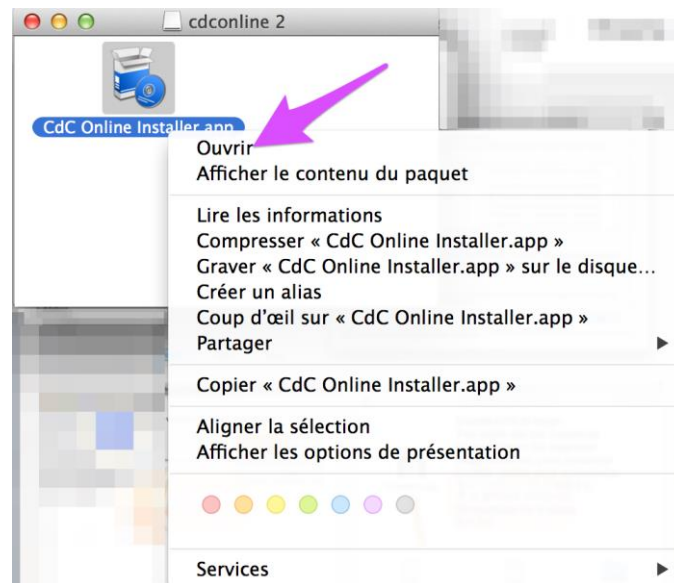 cdconline 2
CdC Online Installer.app
Ouvrir
Afficher le contenu du paquet
Lire les informations
Compresser « CdC Online Installer.app »
Graver « CdC Online Installer.app » sur le disque…
Créer un alias
Coup d’œil sur « CdC Online Installer.app »
Partager
Copier « CdC Online Installer.app »
Aligner la sélection
Afficher les options de présentation
Services